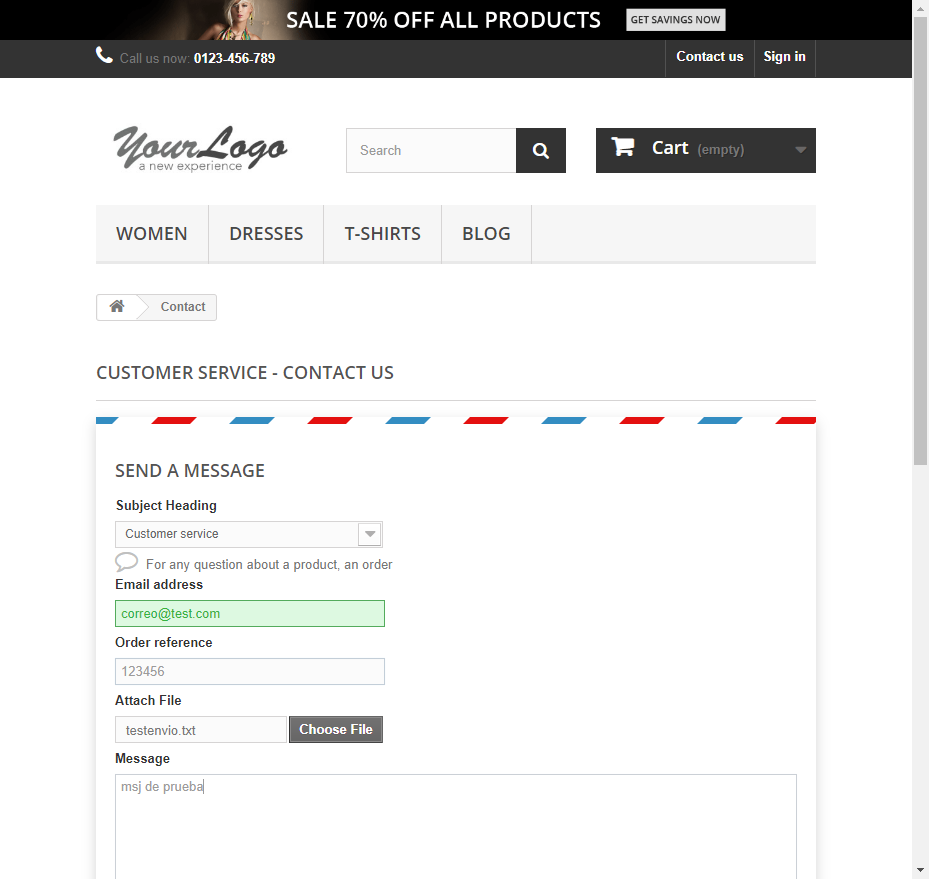 SALE 70% OFF ALL PRODUCTS GET SAVINGS NOW
Call us now: 0123-456-789 Contact us Sign in
YourLogo
a new experience
Search
Cart (empty)
WOMEN DRESSES T-SHIRTS BLOG
Contact
CUSTOMER SERVICE - CONTACT US
SEND A MESSAGE
Subject Heading
Customer service
For any question about a product, an order
Email address
correo@test.com
Order reference
123456
Attach File
testenvio.txt Choose File
Message
msj de prueba